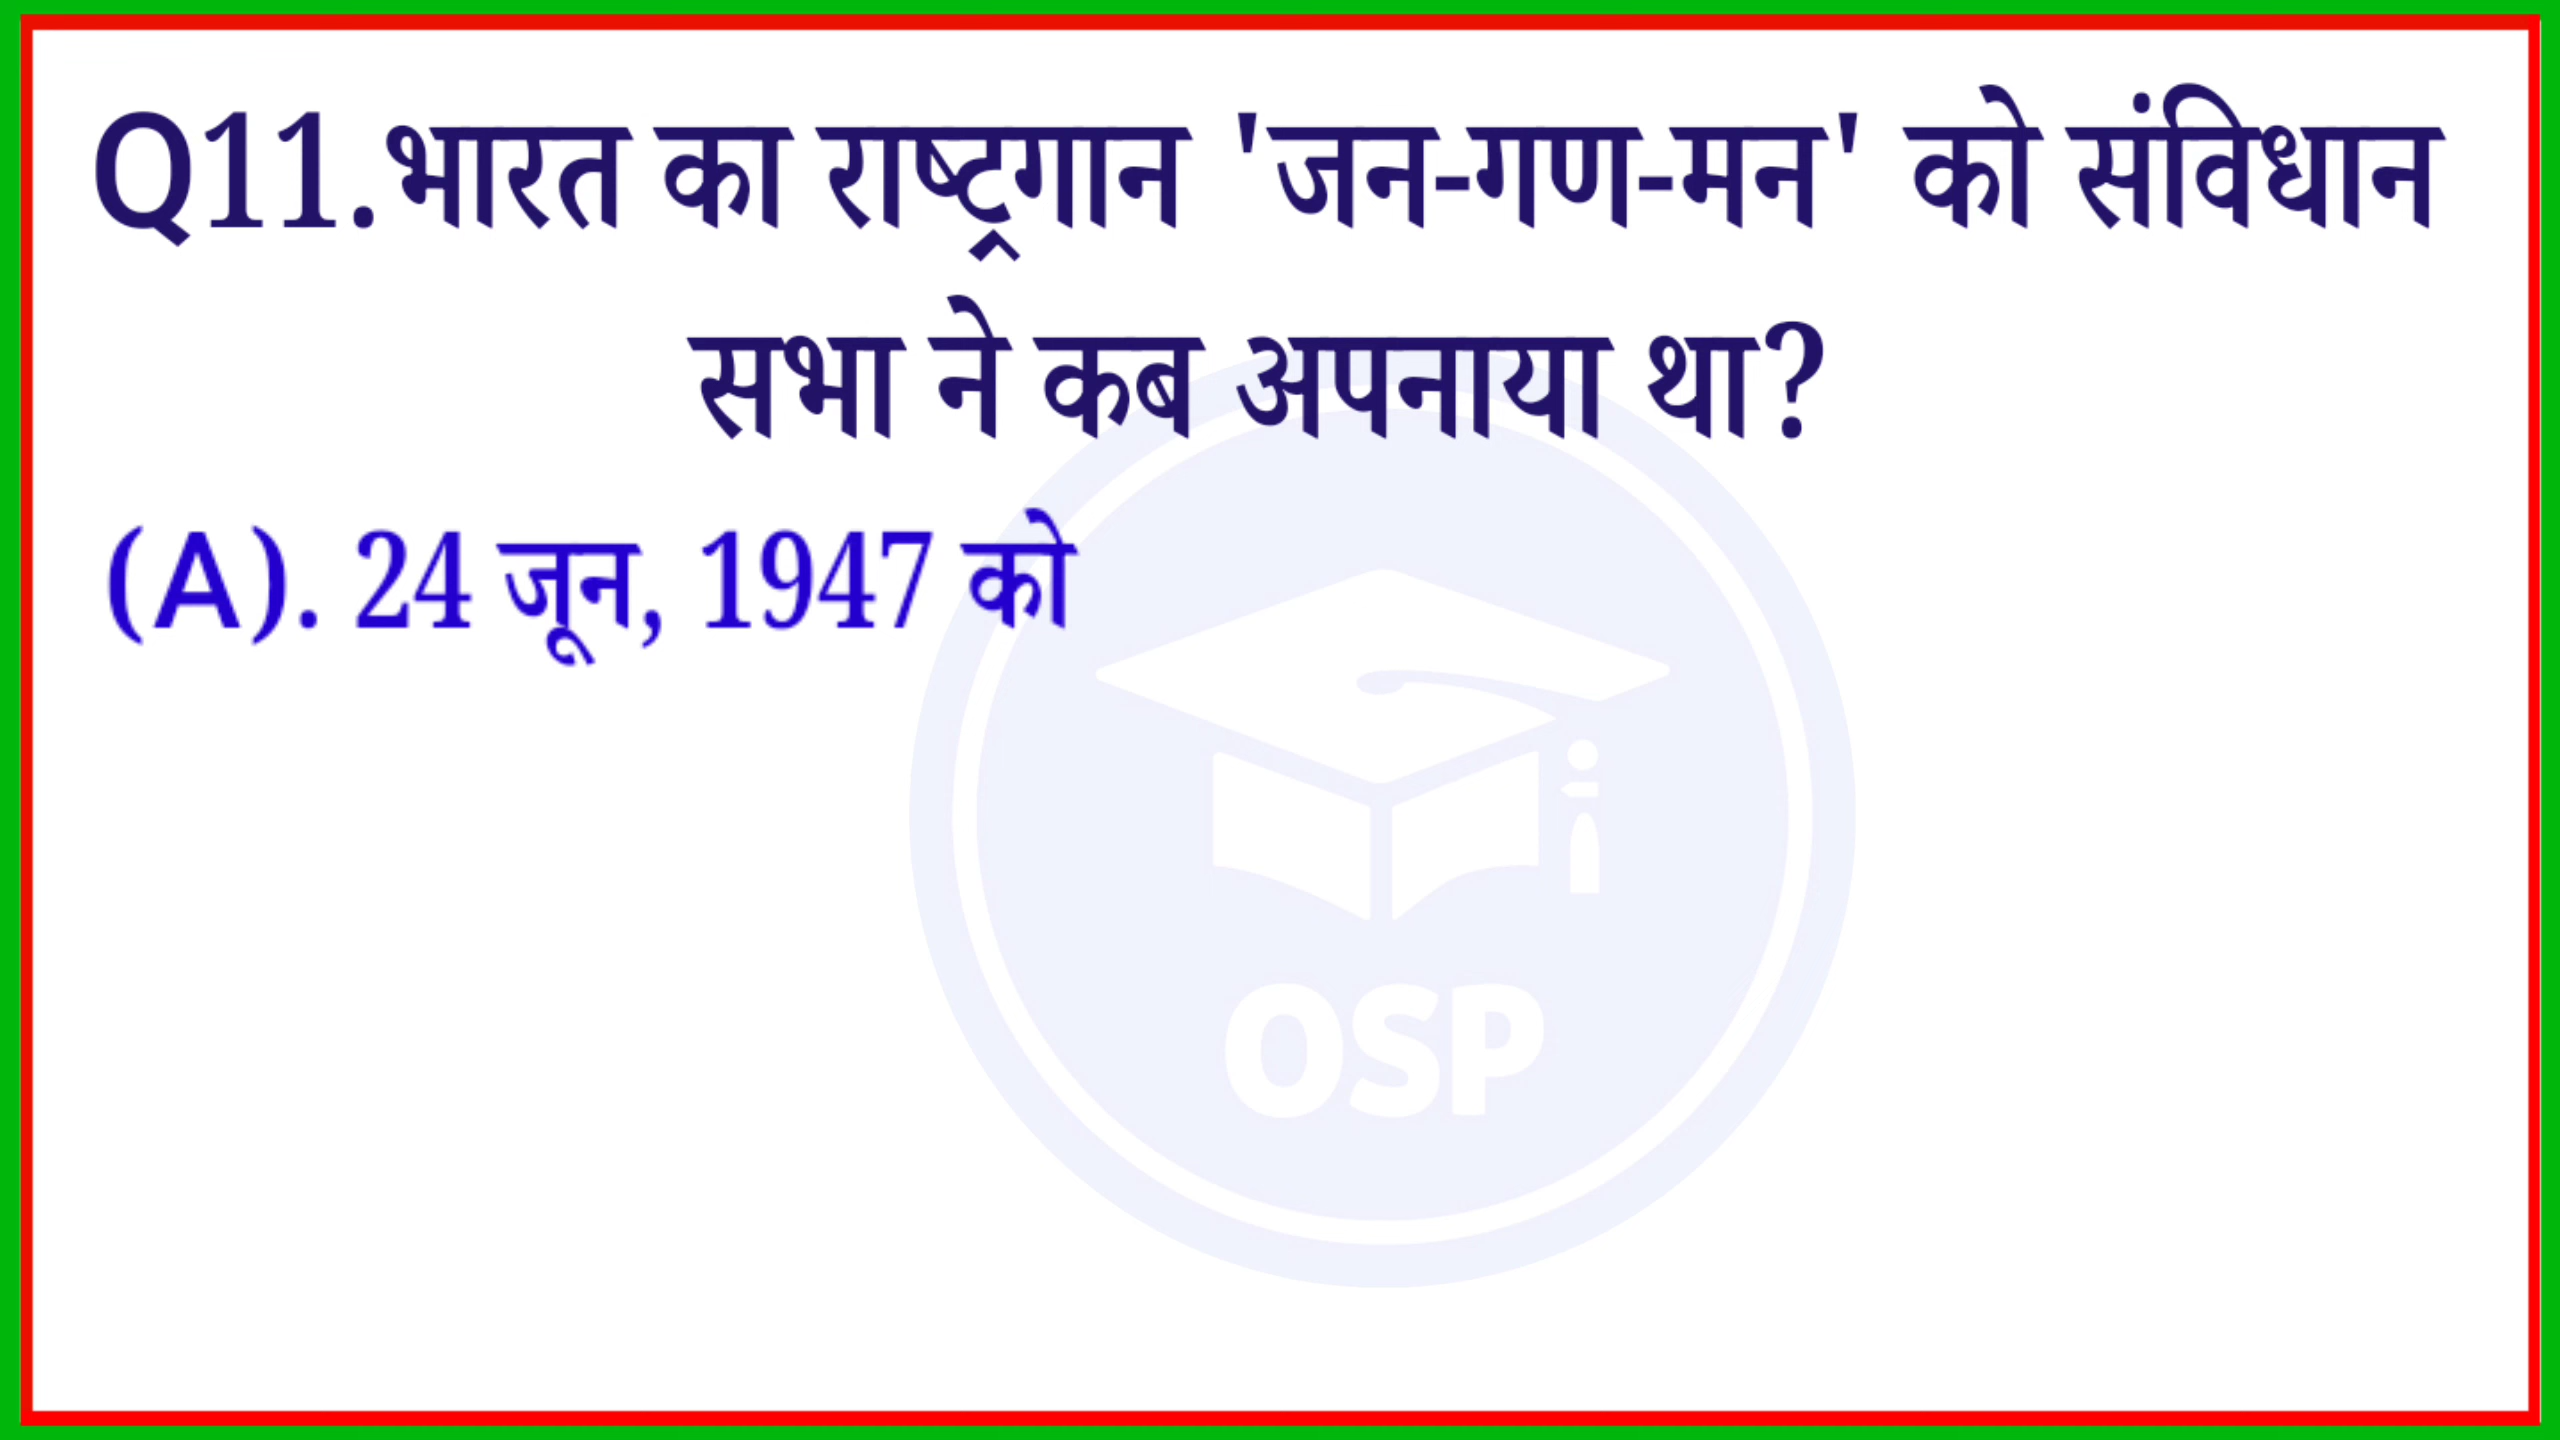 Q11.भारत का राष्ट्रगान 'जन-गण-मन' को संविधान
सभा ने कब अपनाया था?
(A). 24 जून, 1947 को
OSP